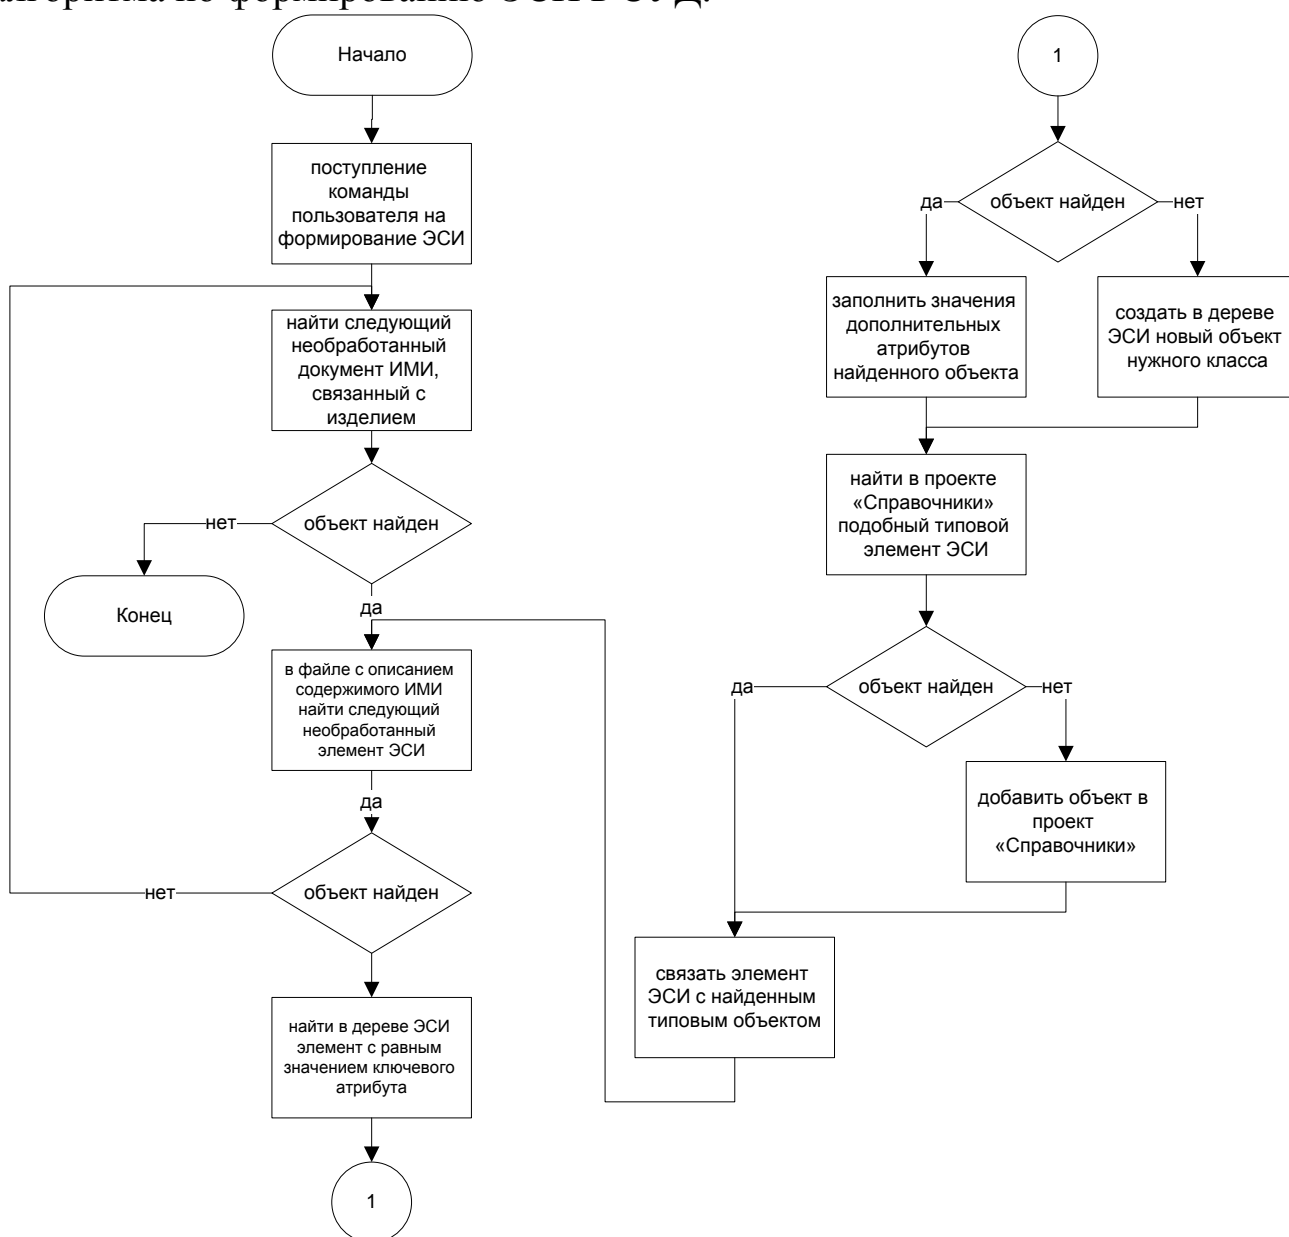 алгоритма по формированию ЭСИ в
Начало
поступление
команды
пользователя на
формирование ЭСИ
найти следующий
необработанный
документ ИМИ,
связанный с
изделием
объект найден
нет
Конец
да
в файле с описанием
содержимого ИМИ
найти следующий
необработанный
элемент ЭСИ
да
объект найден
нет
найти в дереве ЭСИ
элемент с равным
значением ключевого
атрибута
1
1
объект найден
да
нет
заполнить значения
дополнительных
атрибутов
найденного объекта
создать в дереве
ЭСИ новый объект
нужного класса
найти в проекте
«Справочники»
подобный типовой
элемент ЭСИ
объект найден
да
нет
добавить объект в
проект
«Справочники»
связать элемент
ЭСИ с найденным
типовым объектом